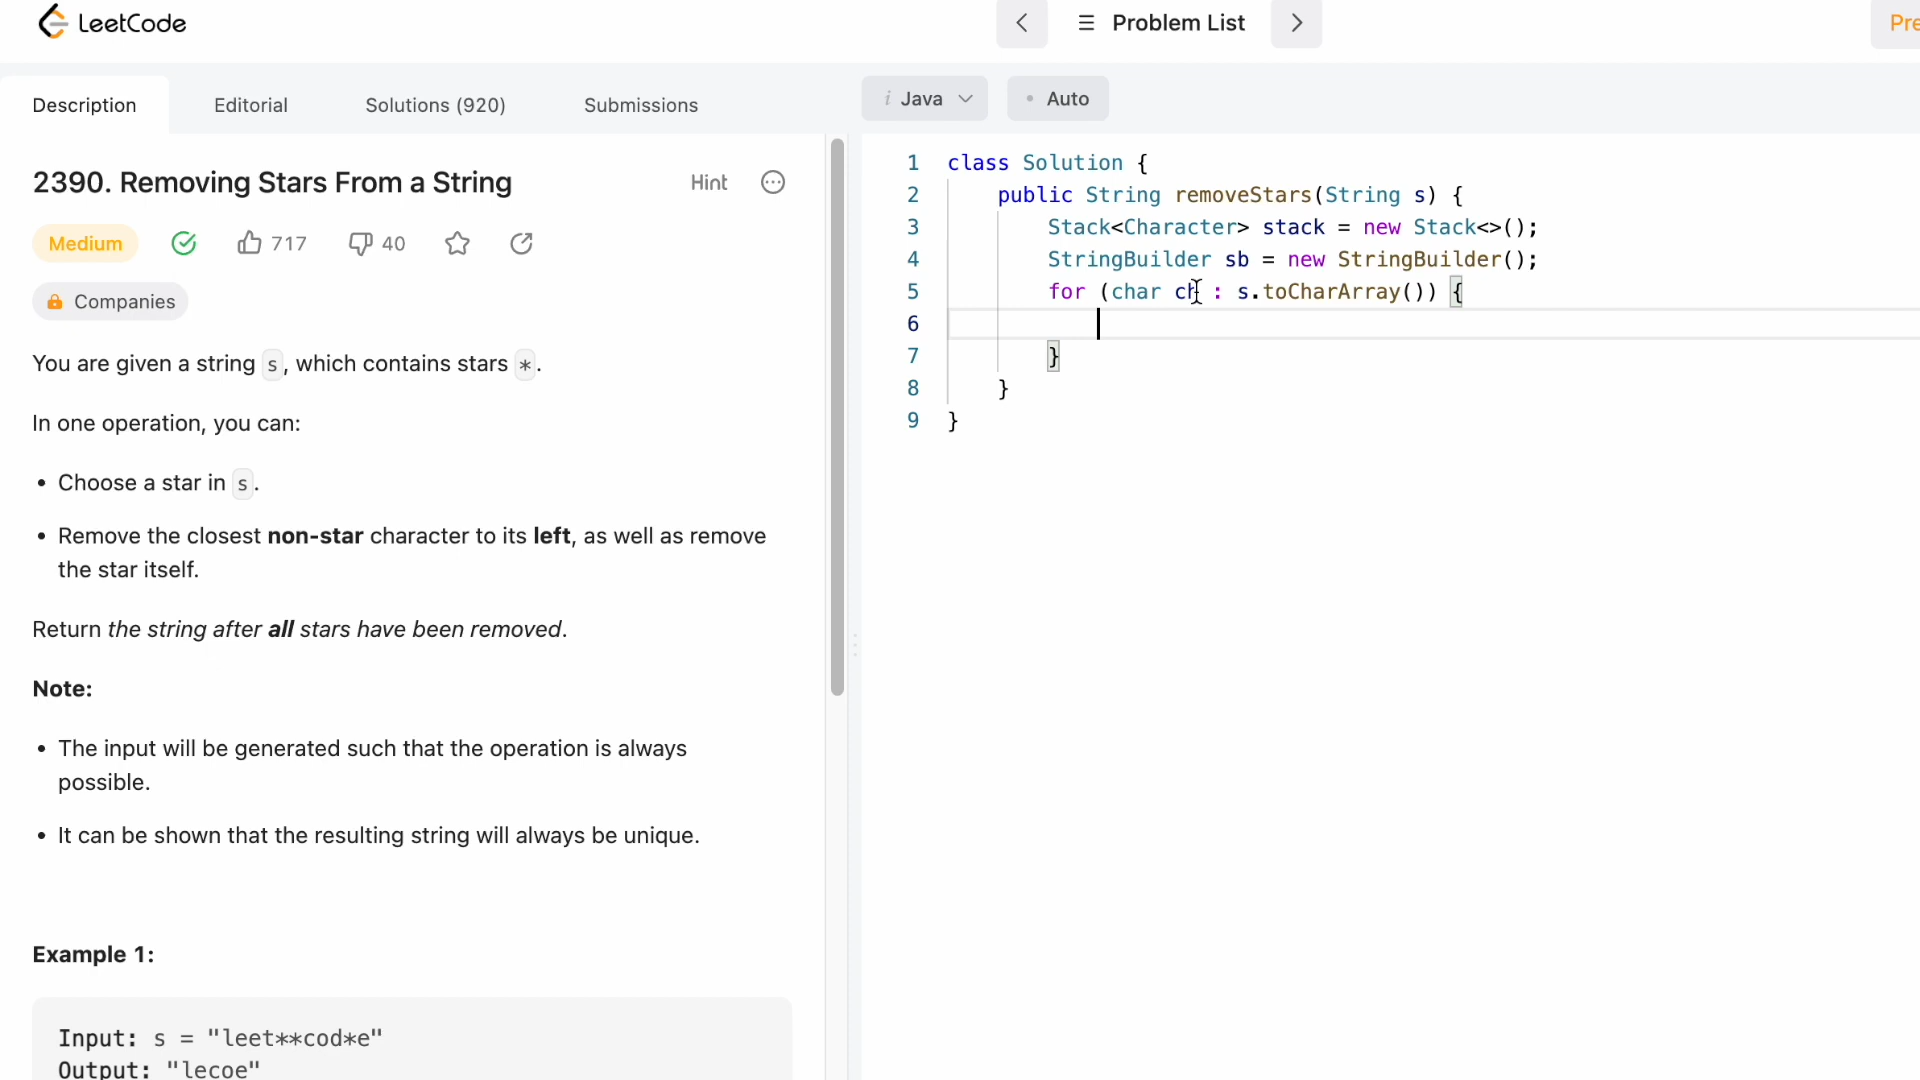 LeetCode
Problem List
Description
Editorial
Solutions (920)
Submissions
i Java
• Auto
2390. Removing Stars From a String
Hint
Medium
717
40
Companies
You are given a string s, which contains stars *.
In one operation, you can:
• Choose a star in s.
• Remove the closest non-star character to its left, as well as remove
the star itself.
Return the string after all stars have been removed.
Note:
• The input will be generated such that the operation is always
possible.
• It can be shown that the resulting string will always be unique.
Example 1:
Input: s = "leet**cod*e"
Output: "lecoe"
1 class Solution {
2     public String removeStars(String s) {
3         Stack<Character> stack = new Stack<>();
4         StringBuilder sb = new StringBuilder();
5         for (char ch : s.toCharArray()) {
6
7         }
8     }
9 }